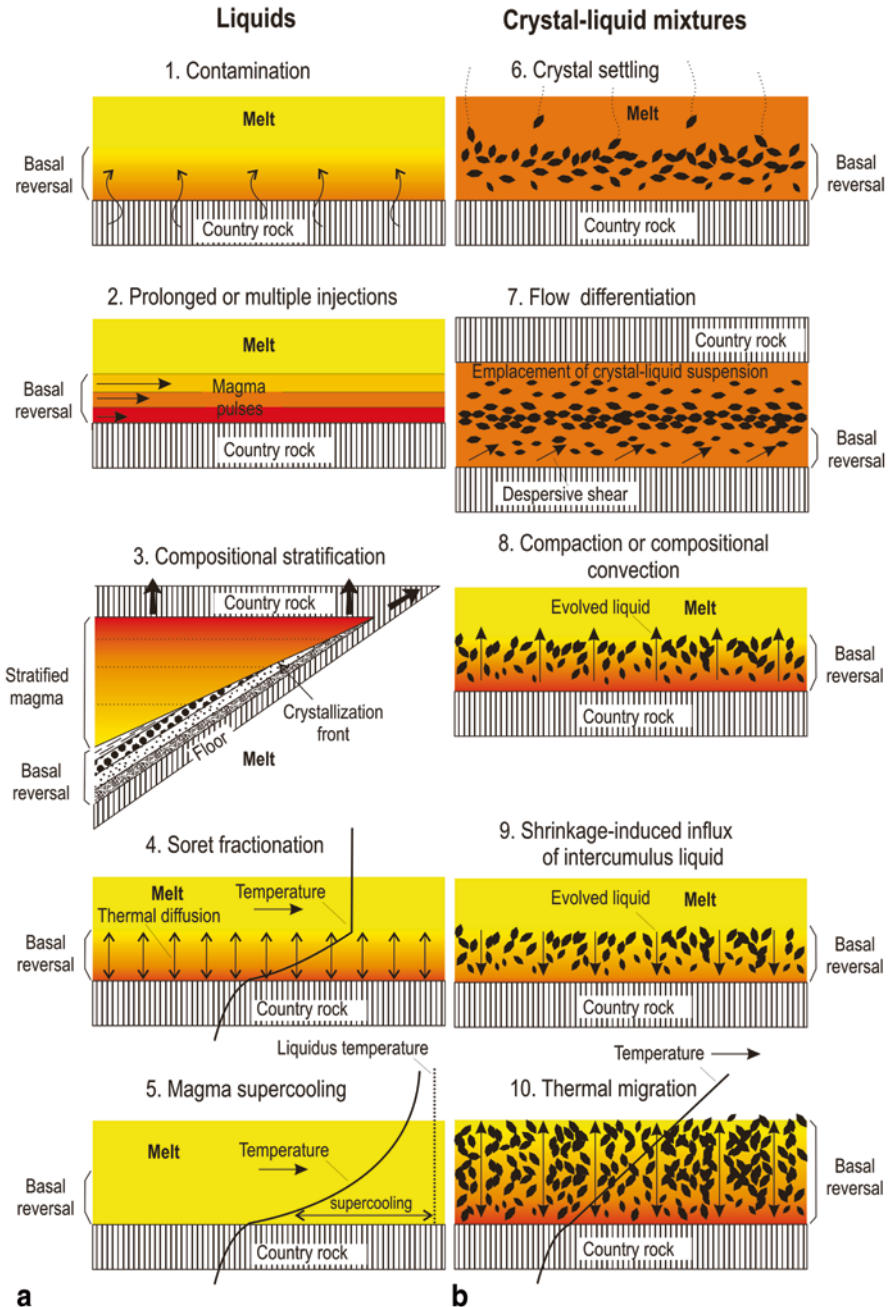 Liquids
1. Contamination
Melt
Basal
reversal
Country rock
2. Prolonged or multiple injections
Melt
Basal
reversal
Magma
pulses
Country rock
3. Compositional stratification
Country rock
Stratified
magma
Crystallization
front
Floor
Melt
Basal
reversal
4. Soret fractionation
Melt
Temperature
Thermal diffusion
Basal
reversal
Country rock
Liquidus temperature
5. Magma supercooling
Melt
Temperature
Basal
reversal
supercooling
Country rock
a
Crystal-liquid mixtures
6. Crystal settling
Melt
Basal
reversal
Country rock
7. Flow differentiation
Country rock
Emplacement of crystal-liquid suspension
Basal
reversal
Despersive shear
8. Compaction or compositional
convection
Evolved liquid
Melt
Basal
reversal
Country rock
9. Shrinkage-induced influx
of intercumulus liquid
Evolved liquid
Melt
Basal
reversal
Country rock
Temperature
10. Thermal migration
Basal
reversal
Country rock
b